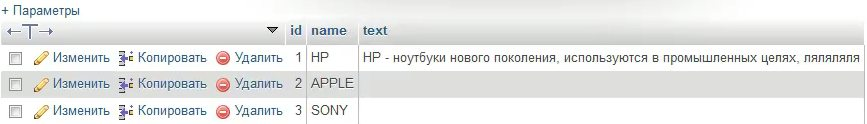 + Параметры
←T→ id name text
Изменить Копировать Удалить 1 HP HP - ноутбуки нового поколения, используются в промышленных целях, ляляляля
Изменить Копировать Удалить 2 APPLE
Изменить Копировать Удалить 3 SONY